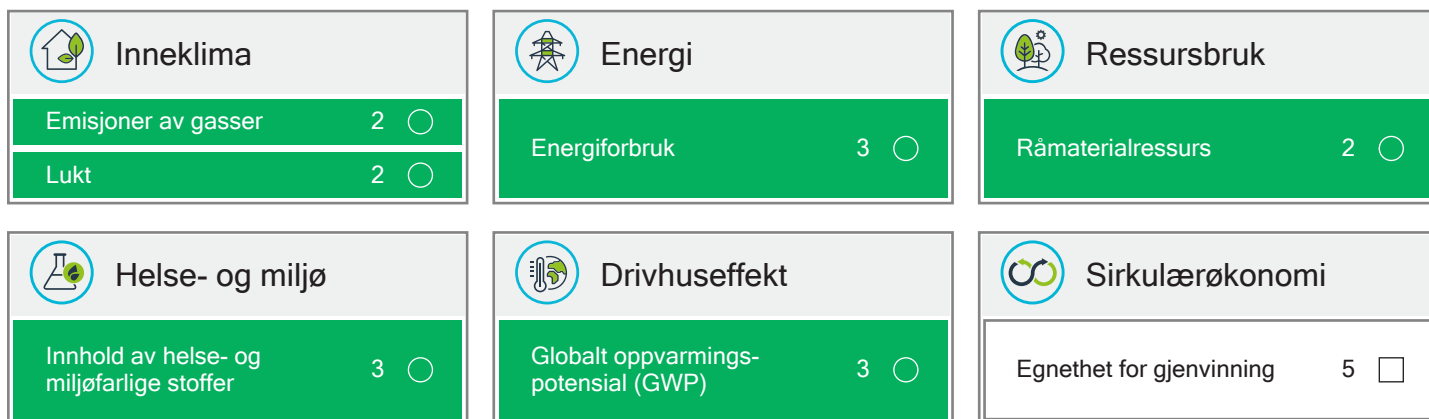 Inneklima
Emisjoner av gasser 2
Lukt 2
Energi
Energiforbruk 3
Ressursbruk
Råmaterialressurs 2
Helse- og miljø
Innhold av helse- og
miljøfarlige stoffer 3
Drivhuseffekt
Globalt oppvarmings-
potensial (GWP) 3
Sirkulærøkonomi
Egnethet for gjenvinning 5